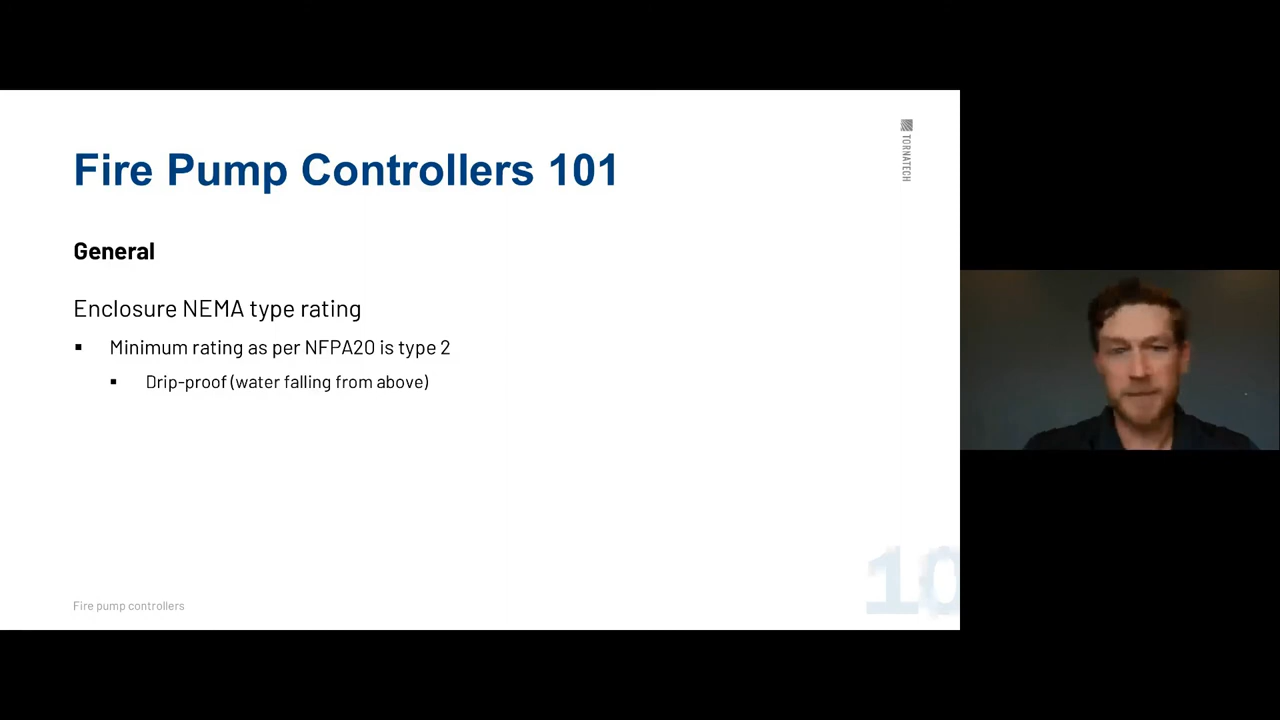 Fire Pump Controllers 101
TORNATECH
General
Enclosure NEMA type rating
▪ Minimum rating as per NFPA20 is type 2
▪ Drip-proof (water falling from above)
Fire pump controllers
10